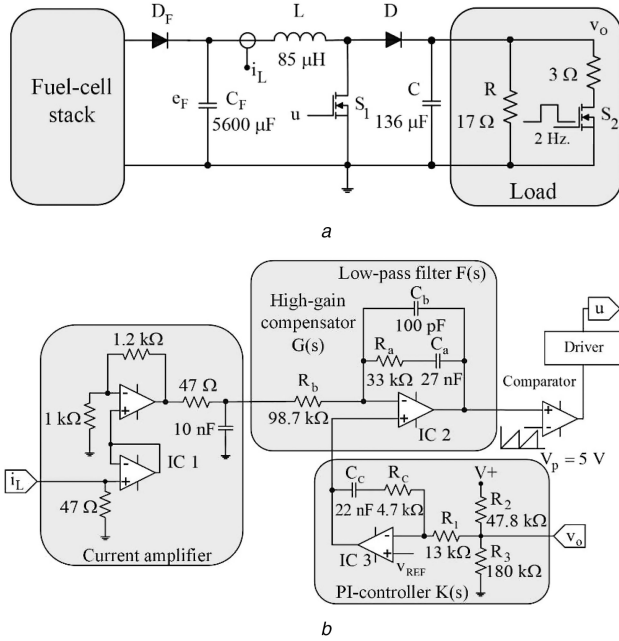 D_F
L
D
v_o
85 μH
i_L
3 Ω
Fuel-cell
stack
e_F
C_F
5600 μF
u
S_1
C
136 μF
R
17 Ω
S_2
2 Hz.
Load
a
Low-pass filter F(s)
C_b
100 pF
High-gain
compensator
G(s)
u
1.2 kΩ
R_a
C_a
Driver
33 kΩ
27 nF
47 Ω
R_b
Comparator
1 kΩ
98.7 kΩ
10 nF
IC 2
IC 1
V_p = 5 V
i_L
C_c
R_c
V+
47 Ω
22 nF
4.7 kΩ
R_2
47.8 kΩ
R_1
v_o
IC 3
13 kΩ
R_3
Current amplifier
v_REF
180 kΩ
PI-controller K(s)
b